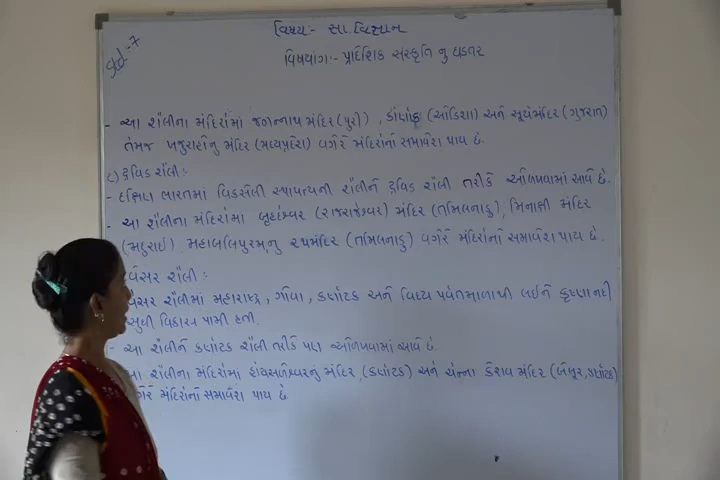 Std-7
વિષય:- સા. વિજ્ઞાન
વિષયાંગ:- પ્રાદેશિક સંસ્કૃતિ નુ ઘડતર
- આ શૈલીના મંદિરોમાં જગન્નાથ મંદિર(પુરી), કોર્ણાક (ઓડિશા) અને સૂર્યમંદિર (ગુજરાત)
તેમજ ખજુરાહોનુ મંદિર (મધ્યપ્રદેશ) વગેરે મંદિરોનો સમાવેશ થાય છે.
૮) દ્રવિડ શૈલી:-
- દક્ષિણ ભારતમાં વિકસેલી સ્થાપત્યની શૈલીને દ્રવિડ શૈલી તરીકે ઓળખવામાં આવે છે.
- આ શૈલીના મંદિરોમા બૃહદેશ્વર (રાજરાજેશ્વર) મંદિર (તમિલનાડુ), મિનાક્ષી મંદિર
(મદુરાઇ). મહાબલિપુરમનુ રથમંદિર (તમિલનાડુ) વગેરે મંદિરોનો સમાવેશ થાય છે.
વેસર શૈલી:
વેસર શૈલીમાં મહારાષ્ટ્ર, ગોવા, કર્ણાટક અને વિંધ્ય પર્વતમાળાથી લઈને કૃષ્ણાનદી
સુધી વિકાસ પામી હતી.
- આ શૈલીને કર્ણાટક શૈલી તરીકે પણ ઓળખવામાં આવે છે.
આ શૈલીના મંદિરોમા હોયસળેશ્વરનુ મંદિર, (કર્ણાટક) અને ચેન્ના કેશવ મંદિર (બેલૂર, કર્ણાટક)
વગેરે મંદિરોનો સમાવેશ થાય છે